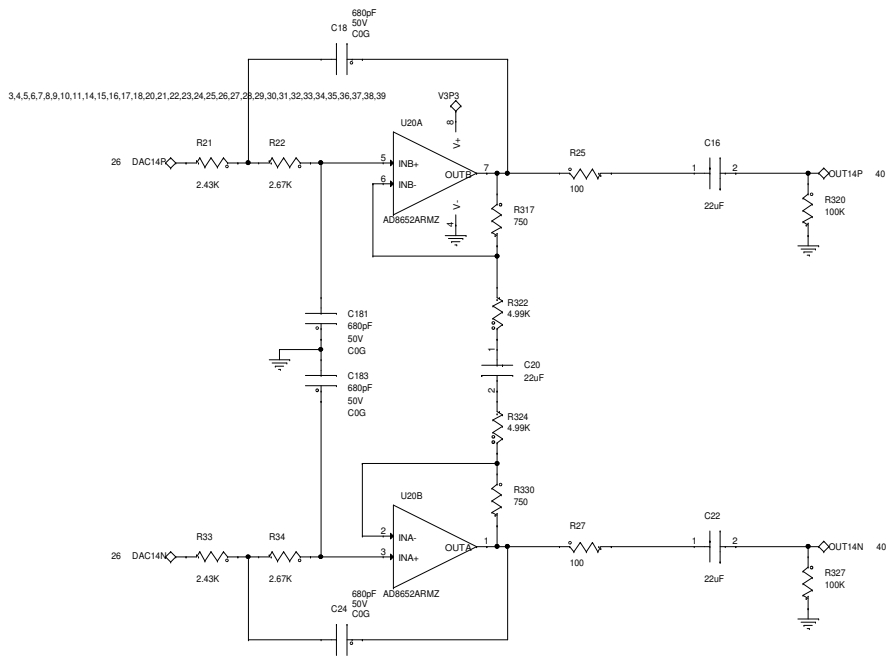 680pF
50V
C0G
C18
3,4,5,6,7,8,9,10,11,14,15,16,17,18,20,21,22,23,24,25,26,27,28,29,30,31,32,33,34,35,36,37,38,39
V3P3
8
V+
U20A
R21
R22
R25
C16
26 DAC14P
5
INB+
7
OUTB
1
2
OUT14P 40
6
INB-
2.43K
2.67K
100
22uF
V-
4
AD8652ARMZ
R317
750
R320
100K
R322
4.99K
C181
680pF
50V
C0G
1
C20
22uF
2
C183
680pF
50V
C0G
R324
4.99K
U20B
R330
750
R33
R34
2
INA-
R27
C22
26 DAC14N
3
INA+
OUTA
1
1
2
OUT14N 40
2.43K
2.67K
100
22uF
AD8652ARMZ
R327
100K
680pF
50V
C0G
C24